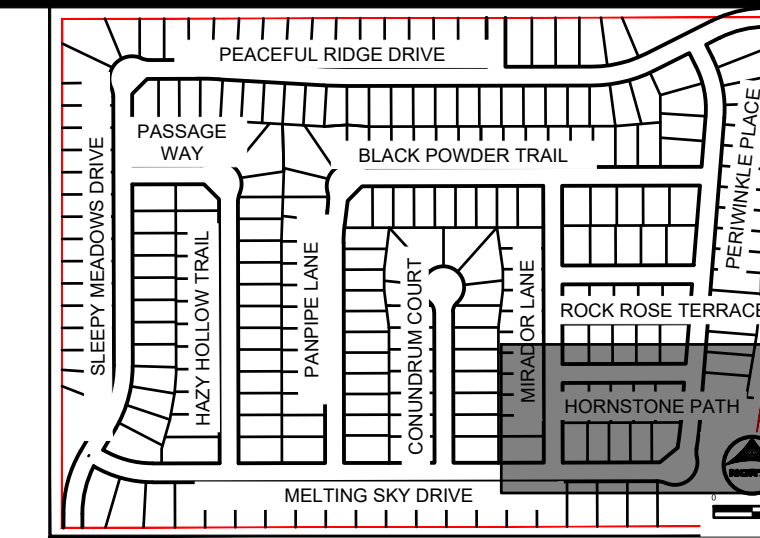 PEACEFUL RIDGE DRIVE
PASSAGE
WAY
BLACK POWDER TRAIL
SLEEPY MEADOWS DRIVE
HAZY HOLLOW TRAIL
PANPIPE LANE
CONUNDRUM COURT
MIRADOR LANE
PERIWINKLE PLACE
ROCK ROSE TERRACE
HORNSTONE PATH
MELTING SKY DRIVE
0